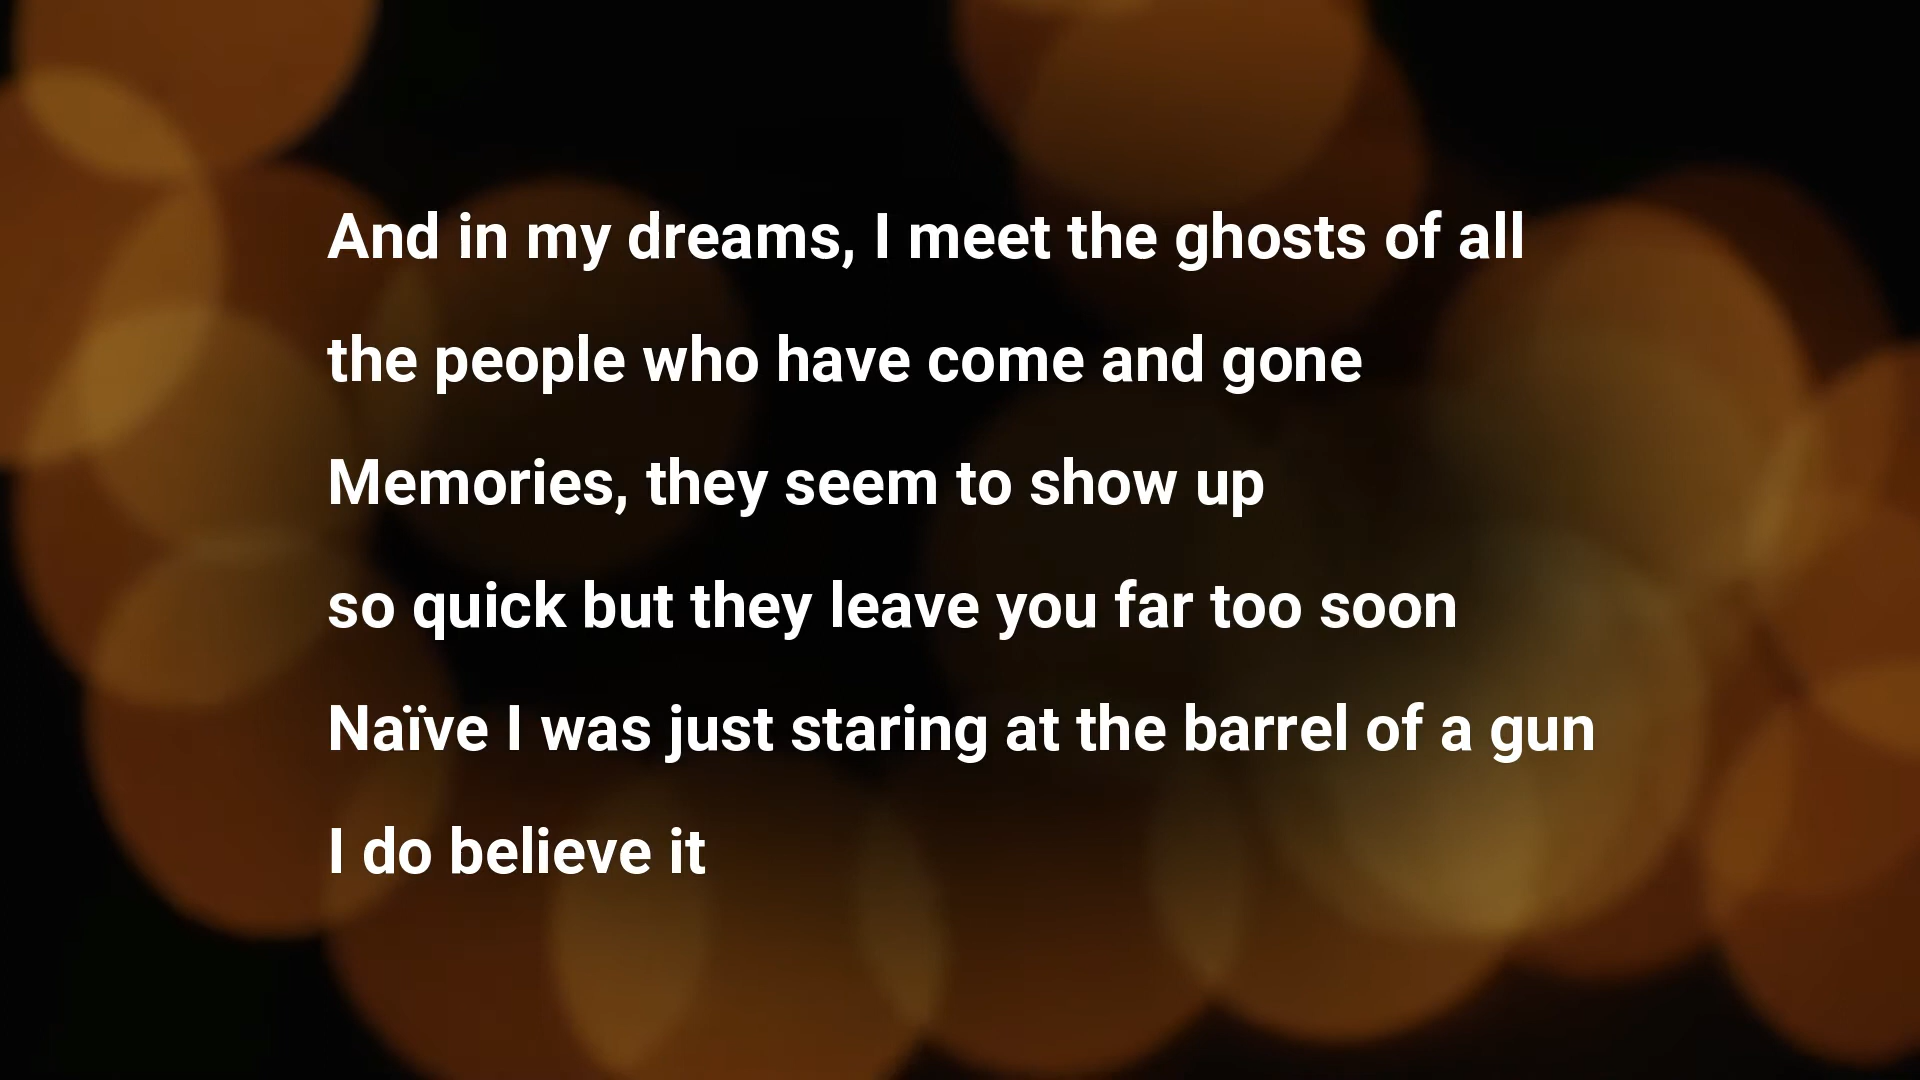 And in my dreams, I meet the ghosts of all
the people who have come and gone
Memories, they seem to show up
so quick but they leave you far too soon
Naïve I was just staring at the barrel of a gun
I do believe it